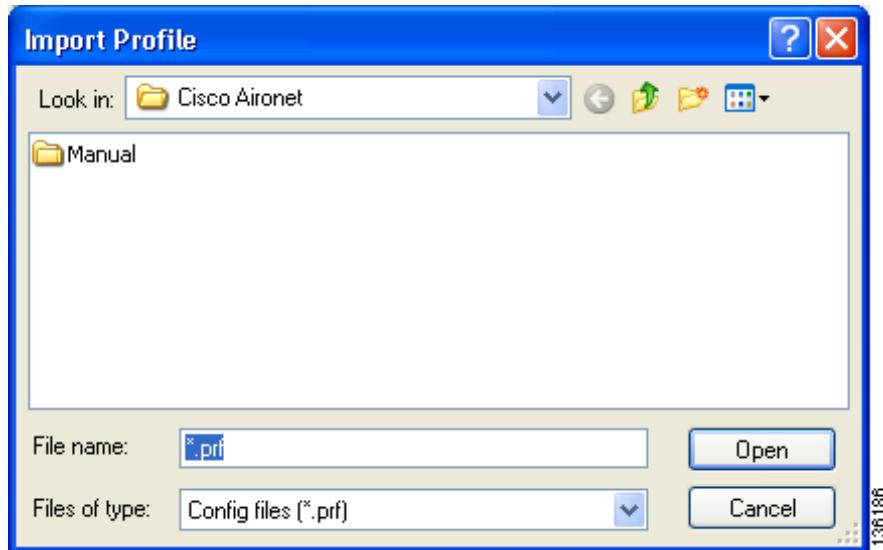 Import Profile
?
Look in: Cisco Aironet
Manual
File name: *.prf
Open
Files of type: Config files (*.prf)
Cancel
136186